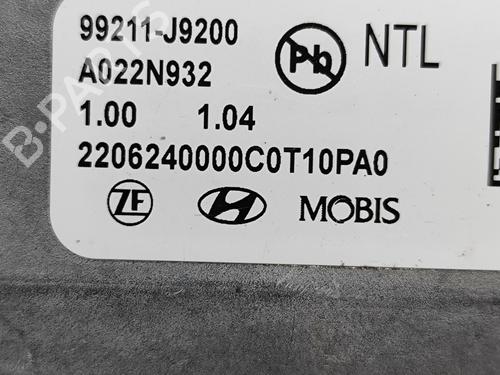 99211-J9200
Pb
NTL
A022N932
1.00 1.04
2206240000C0T10PA0
ZF
MOBIS
B-PARTS